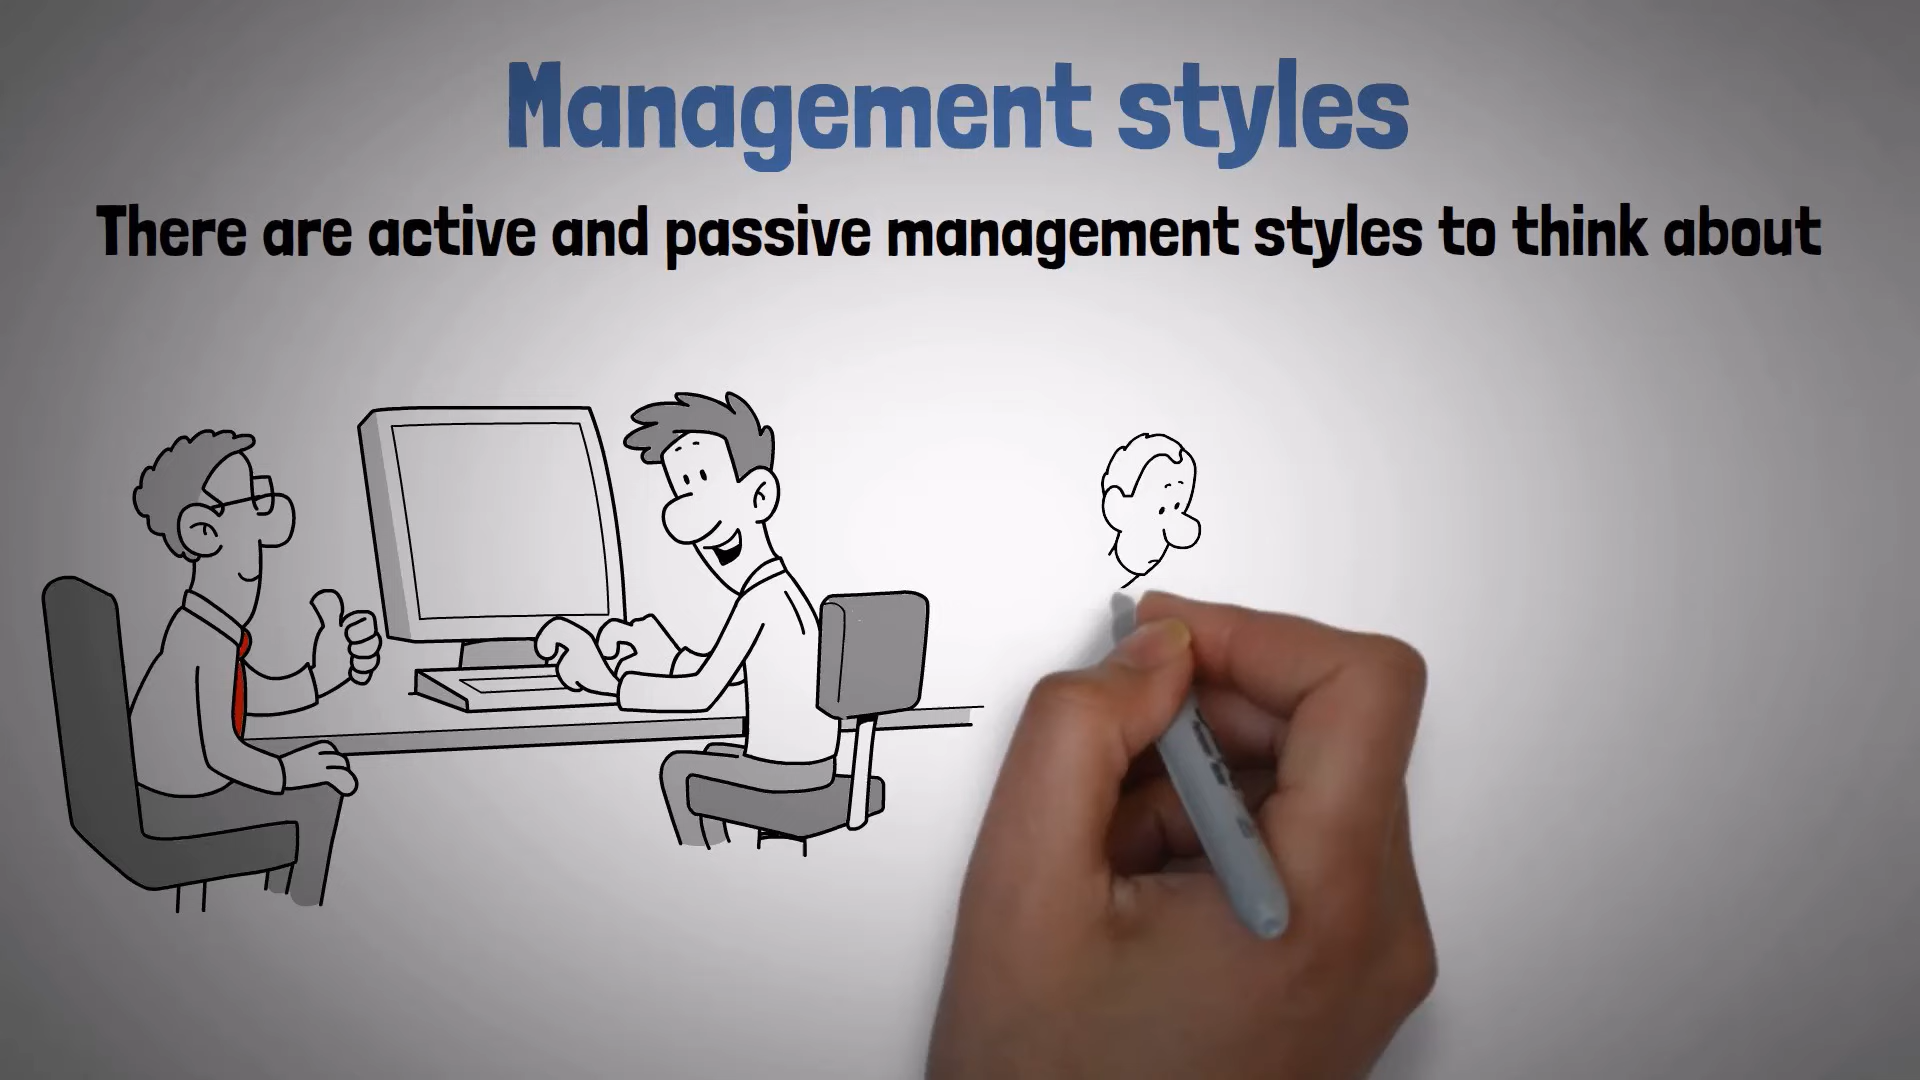 Management styles
There are active and passive management styles to think about